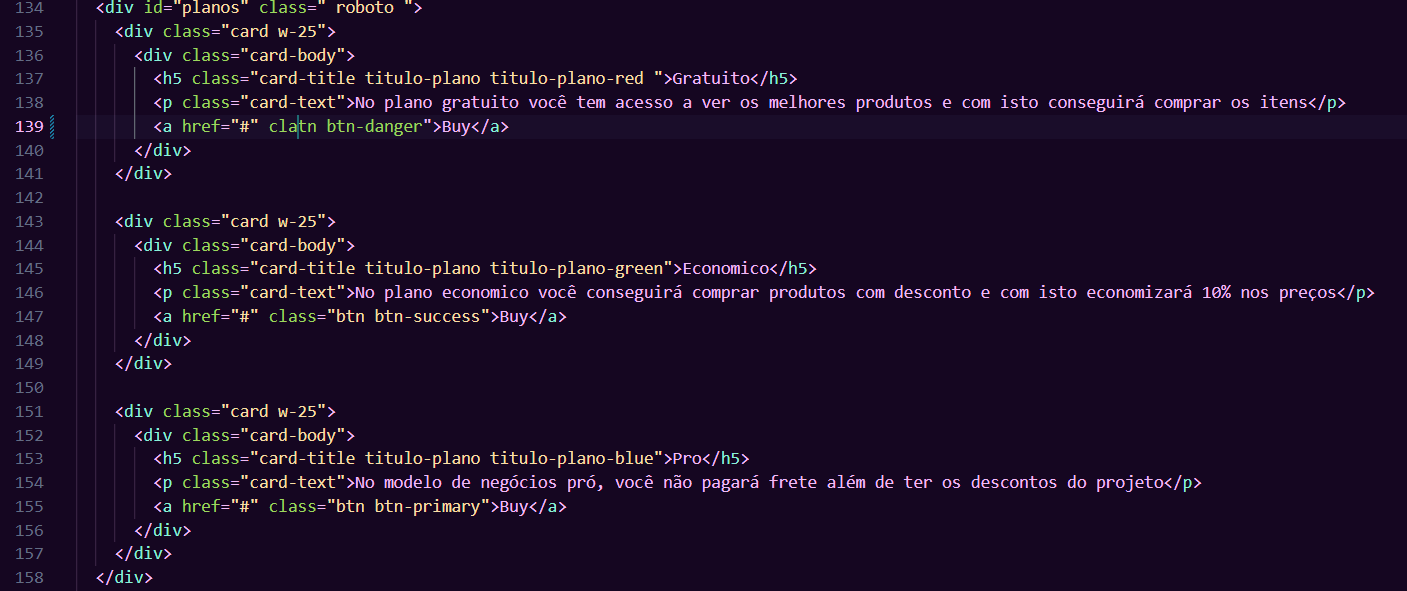 134 <div id="planos" class=" roboto ">
135 <div class="card w-25">
136 <div class="card-body">
137 <h5 class="card-title titulo-plano titulo-plano-red ">Gratuito</h5>
138 <p class="card-text">No plano gratuito você tem acesso a ver os melhores produtos e com isto conseguirá comprar os itens</p>
139 <a href="#" clatn btn-danger">Buy</a>
140 </div>
141 </div>
142
143 <div class="card w-25">
144 <div class="card-body">
145 <h5 class="card-title titulo-plano titulo-plano-green">Economico</h5>
146 <p class="card-text">No plano economico você conseguirá comprar produtos com desconto e com isto economizará 10% nos preços</p>
147 <a href="#" class="btn btn-success">Buy</a>
148 </div>
149 </div>
150
151 <div class="card w-25">
152 <div class="card-body">
153 <h5 class="card-title titulo-plano titulo-plano-blue">Pro</h5>
154 <p class="card-text">No modelo de negócios pró, você não pagará frete além de ter os descontos do projeto</p>
155 <a href="#" class="btn btn-primary">Buy</a>
156 </div>
157 </div>
158 </div>